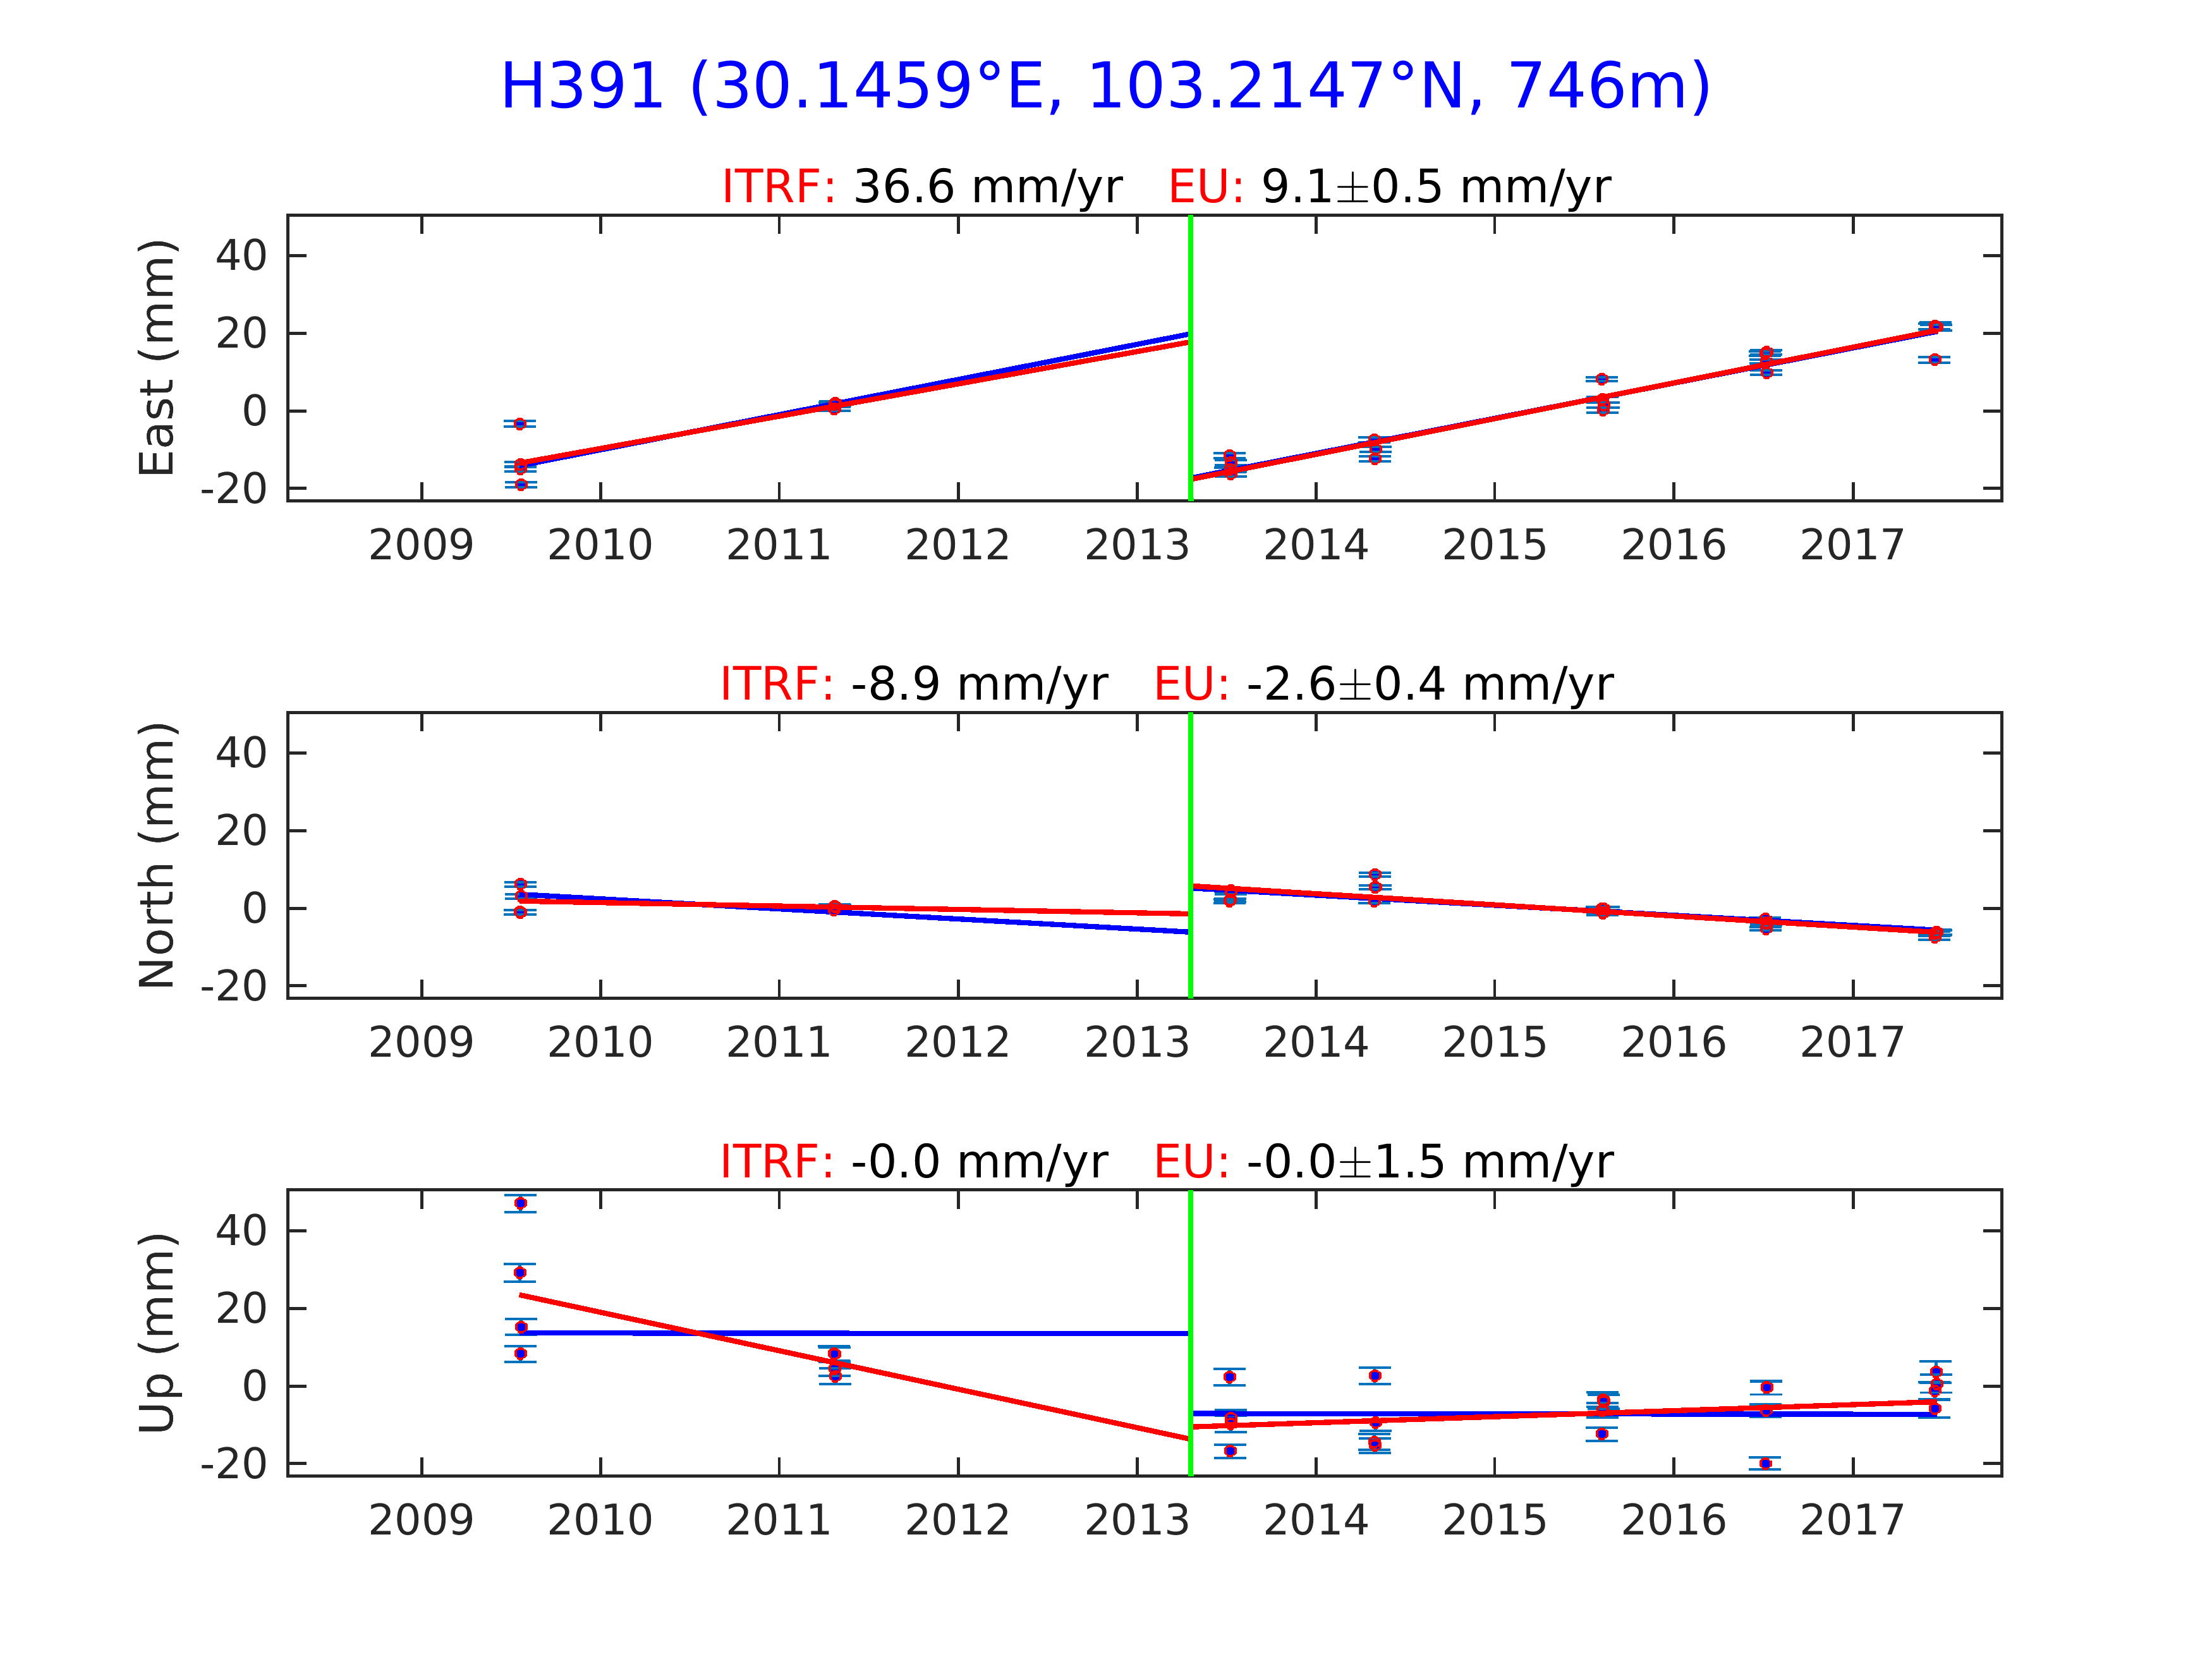 H391 (30.1459°E, 103.2147°N, 746m)
ITRF: 36.6 mm/yr EU: 9.1±0.5 mm/yr
East (mm)
40
20
0
-20
2009 2010 2011 2012 2013 2014 2015 2016 2017
ITRF: -8.9 mm/yr EU: -2.6±0.4 mm/yr
North (mm)
40
20
0
-20
2009 2010 2011 2012 2013 2014 2015 2016 2017
ITRF: -0.0 mm/yr EU: -0.0±1.5 mm/yr
Up (mm)
40
20
0
-20
2009 2010 2011 2012 2013 2014 2015 2016 2017